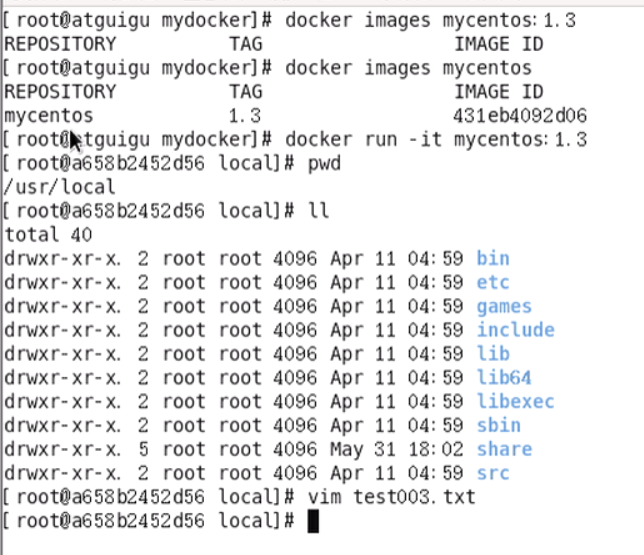 [root@atguigu mydocker]# docker images mycentos:1.3
REPOSITORY TAG IMAGE ID
[root@atguigu mydocker]# docker images mycentos
REPOSITORY TAG IMAGE ID
mycentos 1.3 431eb4092d06
[root@atguigu mydocker]# docker run -it mycentos:1.3
[root@a658b2452d56 local]# pwd
/usr/local
[root@a658b2452d56 local]# ll
total 40
drwxr-xr-x. 2 root root 4096 Apr 11 04:59 bin
drwxr-xr-x. 2 root root 4096 Apr 11 04:59 etc
drwxr-xr-x. 2 root root 4096 Apr 11 04:59 games
drwxr-xr-x. 2 root root 4096 Apr 11 04:59 include
drwxr-xr-x. 2 root root 4096 Apr 11 04:59 lib
drwxr-xr-x. 2 root root 4096 Apr 11 04:59 lib64
drwxr-xr-x. 2 root root 4096 Apr 11 04:59 libexec
drwxr-xr-x. 2 root root 4096 Apr 11 04:59 sbin
drwxr-xr-x. 5 root root 4096 May 31 18:02 share
drwxr-xr-x. 2 root root 4096 Apr 11 04:59 src
[root@a658b2452d56 local]# vim test003.txt
[root@a658b2452d56 local]#